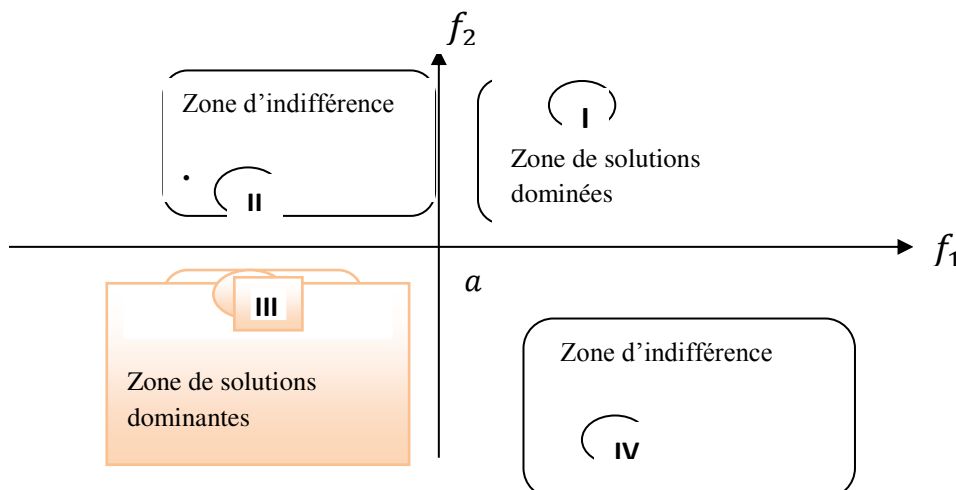 f₂
Zone d’indifférence
I
Zone de solutions
dominées
II
f₁
a
III
Zone de solutions
dominantes
Zone d’indifférence
IV